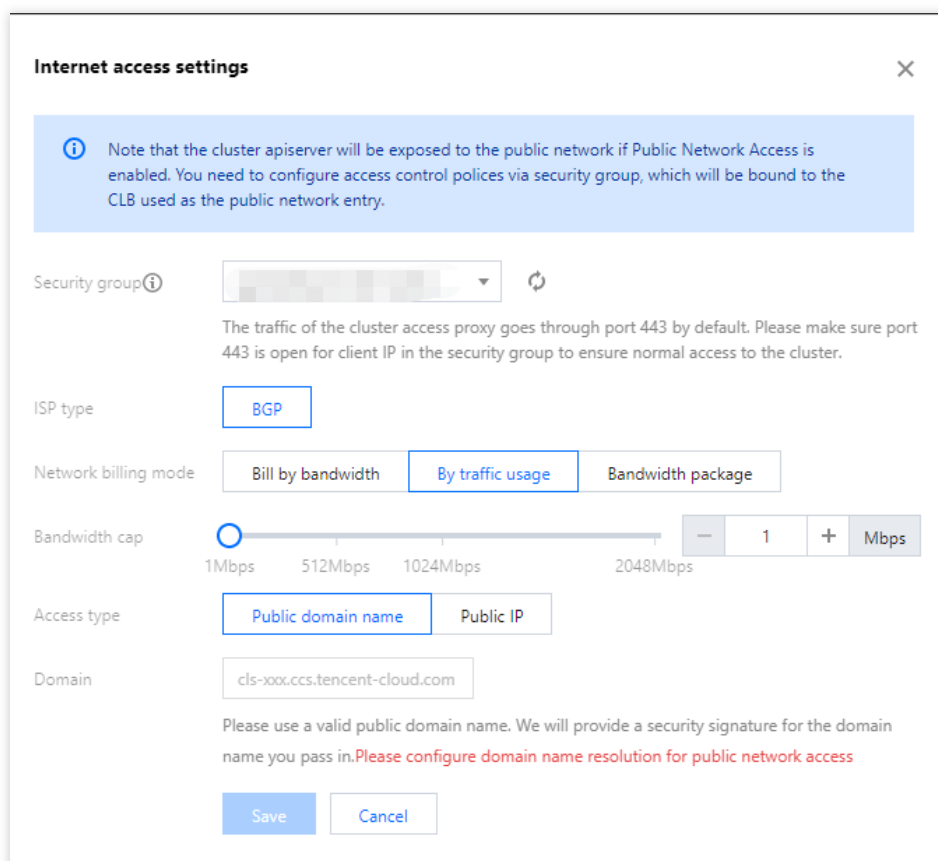 Internet access settings
Note that the cluster apiserver will be exposed to the public network if Public Network Access is
enabled. You need to configure access control polices via security group, which will be bound to the
CLB used as the public network entry.
Security group
The traffic of the cluster access proxy goes through port 443 by default. Please make sure port
443 is open for client IP in the security group to ensure normal access to the cluster.
ISP type BGP
Network billing mode Bill by bandwidth By traffic usage Bandwidth package
Bandwidth cap 1 Mbps
1Mbps 512Mbps 1024Mbps 2048Mbps
Access type Public domain name Public IP
Domain cls-xxx.ccs.tencent-cloud.com
Please use a valid public domain name. We will provide a security signature for the domain
name you pass in.Please configure domain name resolution for public network access
Save Cancel